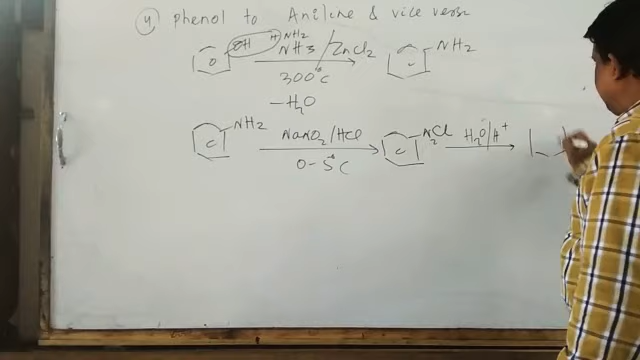 4) phenol to Aniline & vice versa
OH H NH2 NH3/ZnCl2 NH2
300°C
-H2O
NH2 NaNO2/HCl N2Cl H2O/H+
0-5°C